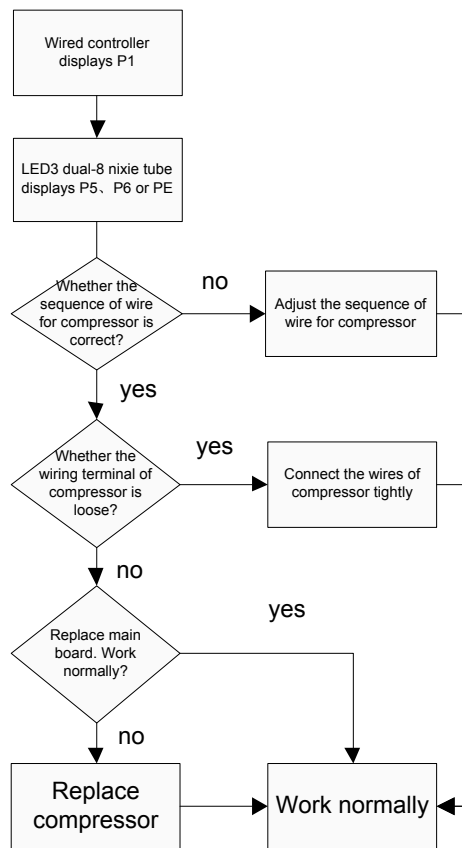 Wired controller
displays P1
LED3 dual-8 nixie tube
displays P5、P6 or PE
Whether the
sequence of wire
for compressor is
correct?
no
Adjust the sequence of
wire for compressor
yes
Whether the
wiring terminal of
compressor is
loose?
yes
Connect the wires of
compressor tightly
no
Replace main
board. Work
normally?
yes
no
Replace
compressor
Work normally